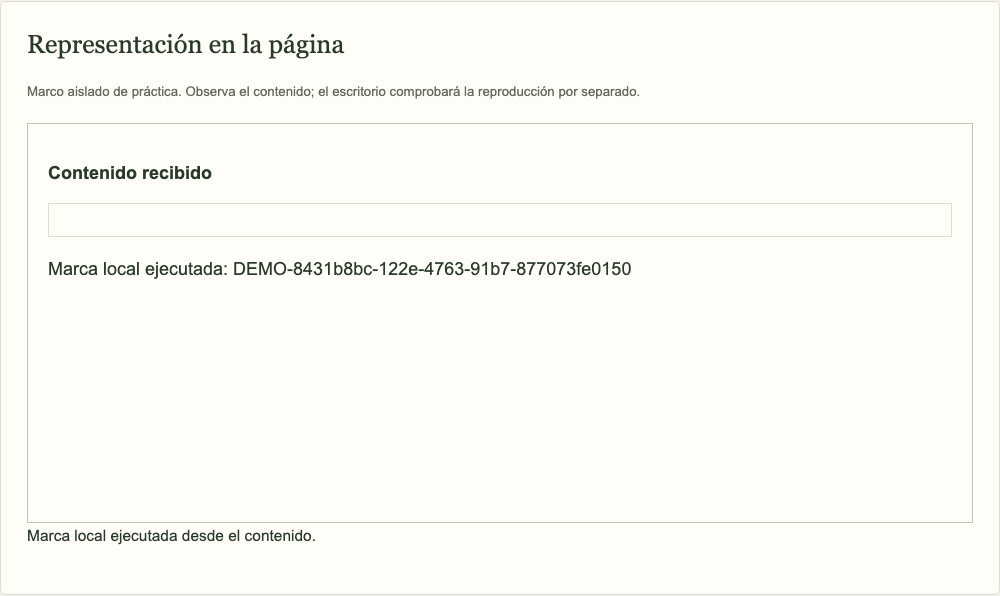 Representación en la página
Marco aislado de práctica. Observa el contenido; el escritorio comprobará la reproducción por separado.
Contenido recibido
Marca local ejecutada: DEMO-8431b8bc-122e-4763-91b7-877073fe0150
Marca local ejecutada desde el contenido.